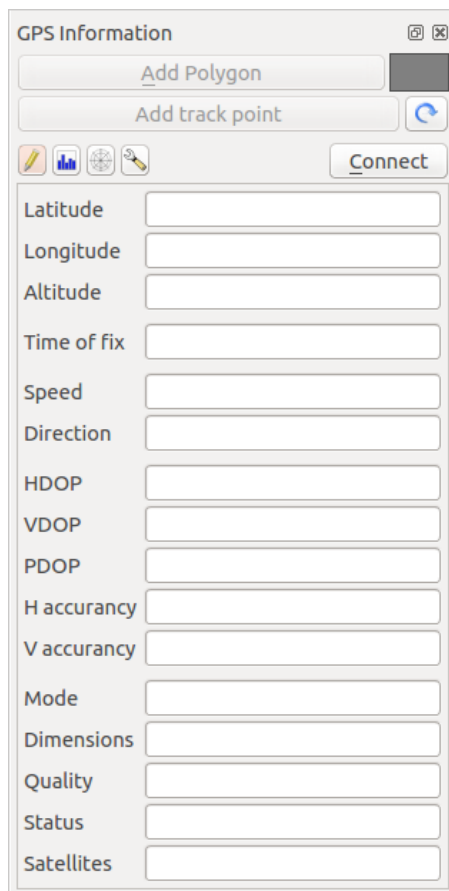 GPS Information
Add Polygon
Add track point
Connect
Latitude
Longitude
Altitude
Time of fix
Speed
Direction
HDOP
VDOP
PDOP
H accurancy
V accurancy
Mode
Dimensions
Quality
Status
Satellites